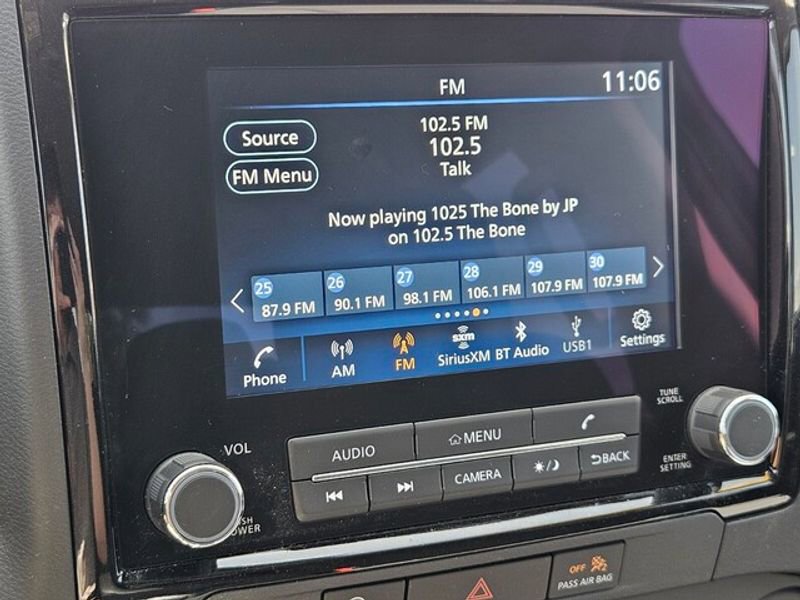 FM
11:06
Source
FM Menu
102.5 FM
102.5
Talk
Now playing 1025 The Bone by JP
on 102.5 The Bone
25 26 27 28 29 30
87.9 FM 90.1 FM 98.1 FM 106.1 FM 107.9 FM 107.9 FM
Phone
AM
FM
sxm
SiriusXM
BT Audio
USB1
Settings
VOL
AUDIO
MENU
CAMERA
BACK
TUNE
SCROLL
ENTER
SETTING
OFF
PASS AIR BAG